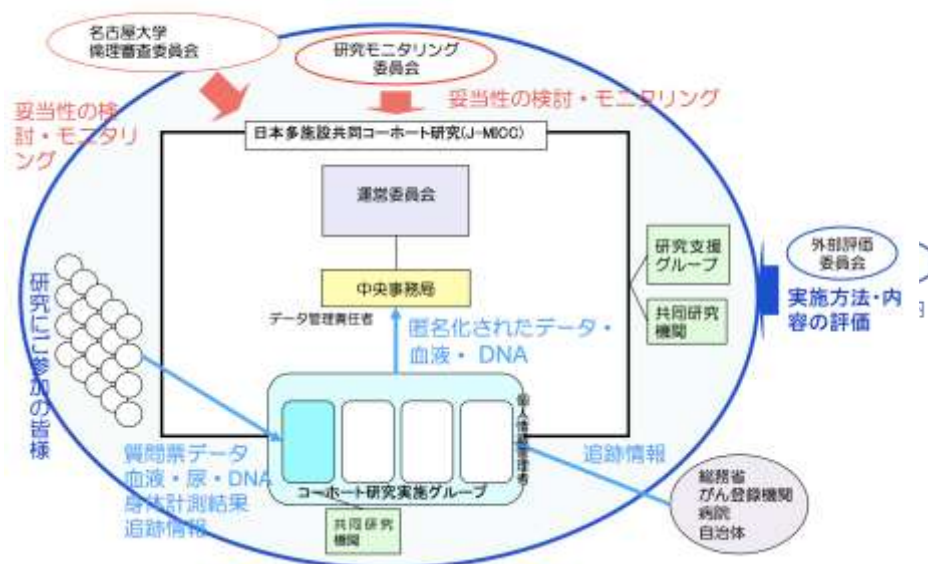 名古屋大学
倫理審査委員会
研究モニタリング
委員会
妥当性の検討・モニタリング
妥当性の検
討・モニタリ
ング
日本多施設共同コーホート研究(J-MICC)
運営委員会
研究支援
グループ
外部評価
委員会
中央事務局
データ管理責任者
共同研究
機関
実施方法・内
容の評価
匿名化されたデータ・
血液・ DNA
研究にご参加の皆様
個人情報管理者
質問票データ
血液・尿・DNA
身体計測結果
追跡情報
コーホート研究実施グループ
共同研究
機関
追跡情報
総務省
がん登録機関
病院
自治体